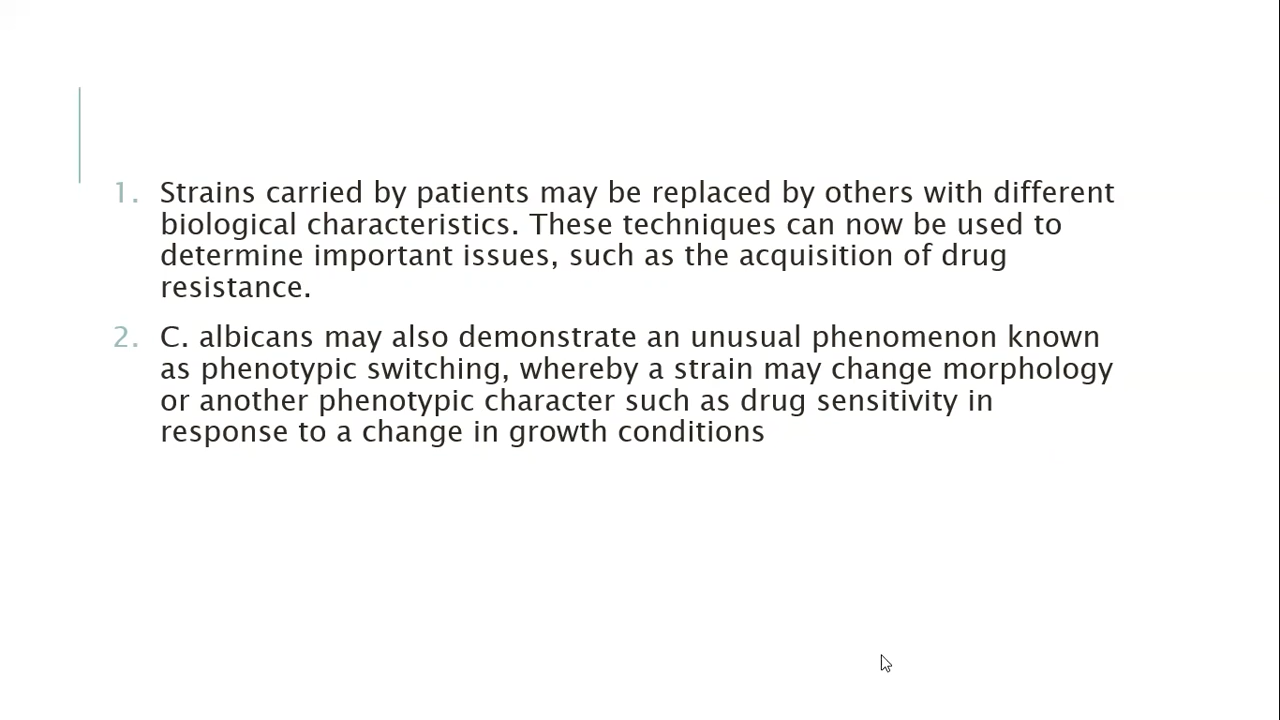 1. Strains carried by patients may be replaced by others with different
biological characteristics. These techniques can now be used to
determine important issues, such as the acquisition of drug
resistance.
2. C. albicans may also demonstrate an unusual phenomenon known
as phenotypic switching, whereby a strain may change morphology
or another phenotypic character such as drug sensitivity in
response to a change in growth conditions